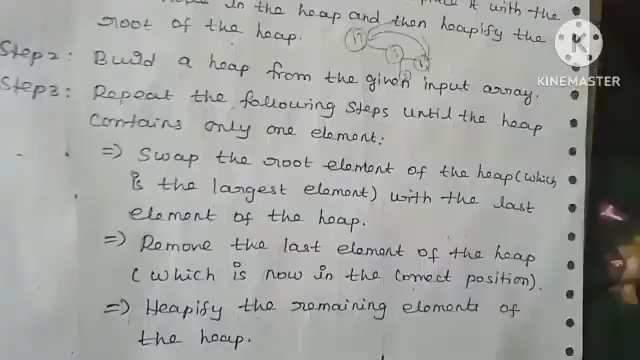 in the heap and then heapify the
root of the heap.
Step2: Build a heap from the given input array.
Step3: Repeat the following steps until the heap
contains only one element:
=> Swap the root element of the heap(which
is the largest element) with the last
element of the heap.
=> Remove the last element of the heap
(which is now in the correct position).
=> Heapify the remaining elements of
the heap.
KINEMASTER